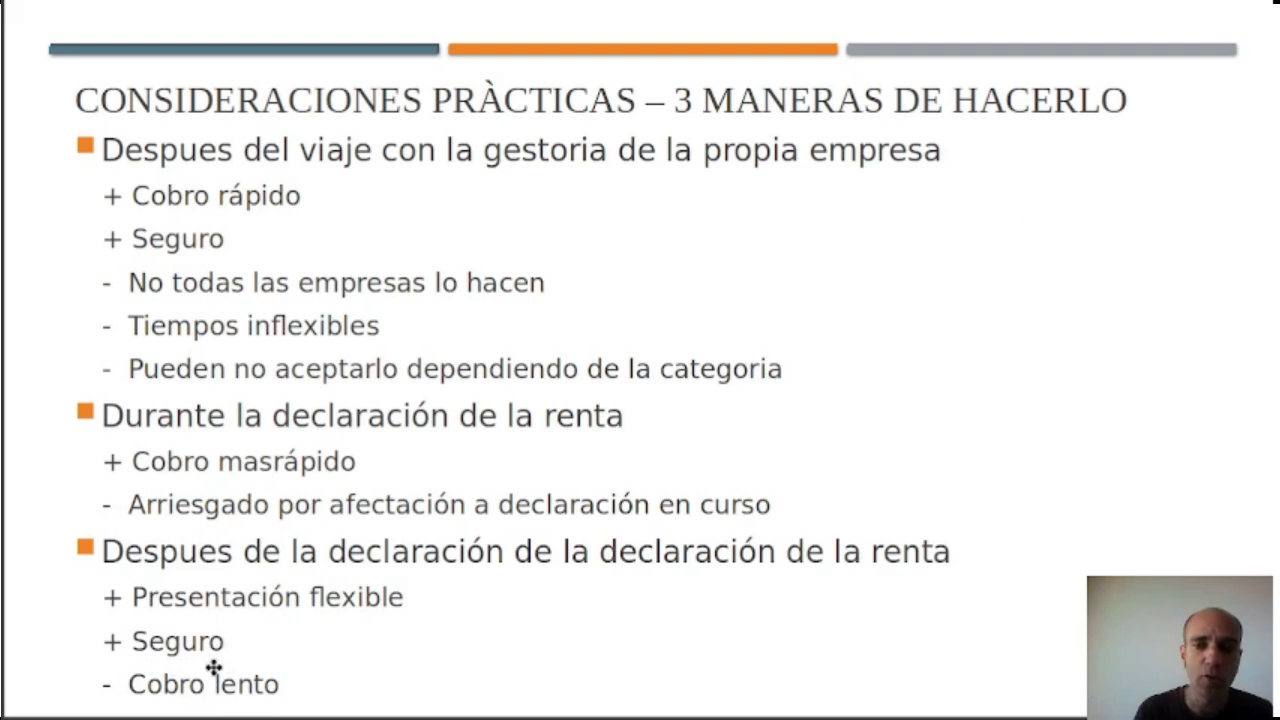 CONSIDERACIONES PRÀCTICAS – 3 MANERAS DE HACERLO
Despues del viaje con la gestoria de la propia empresa
+ Cobro rápido
+ Seguro
- No todas las empresas lo hacen
- Tiempos inflexibles
- Pueden no aceptarlo dependiendo de la categoria
Durante la declaración de la renta
+ Cobro masrápido
- Arriesgado por afectación a declaración en curso
Despues de la declaración de la declaración de la renta
+ Presentación flexible
+ Seguro
- Cobro lento